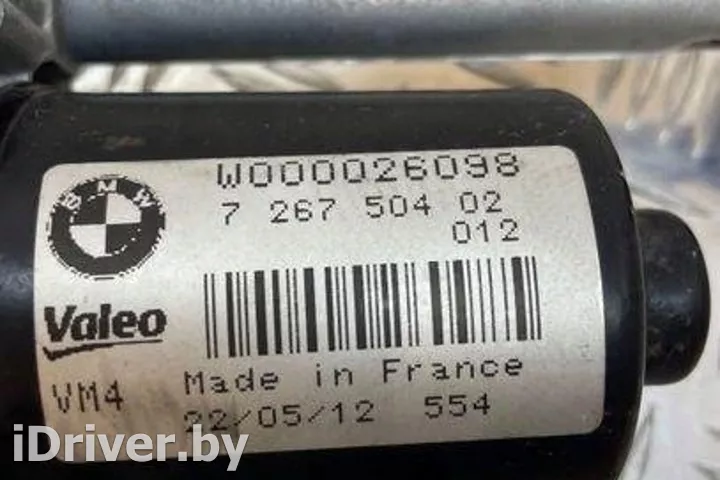 W000026098
BMW
7 267 504 02
012
Valeo
VM4
Made in France
22/05/12 554
iDriver.by